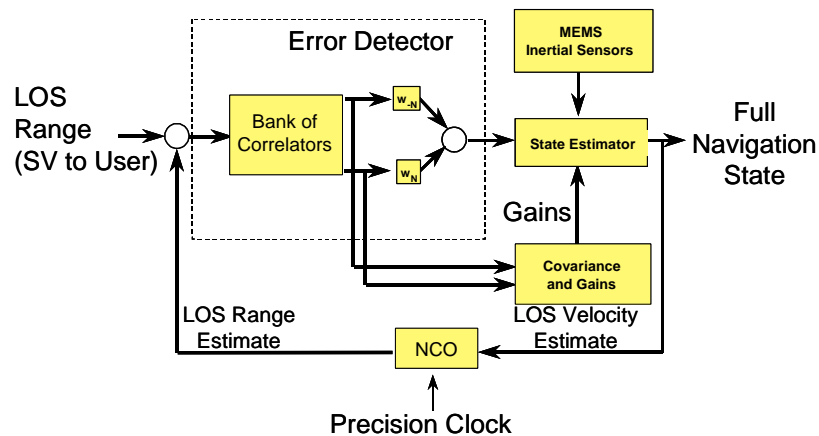 Error Detector
MEMS
Inertial Sensors
LOS
Range
(SV to User)
Bank of
Correlators
w-N
wN
State Estimator
Full
Navigation
State
Gains
Covariance
and Gains
LOS Range
Estimate
LOS Velocity
Estimate
NCO
Precision Clock